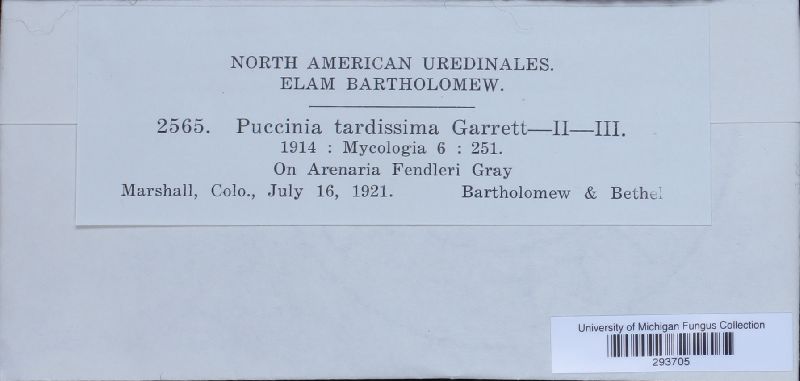 NORTH AMERICAN UREDINALES.
ELAM BARTHOLOMEW.
2565. Puccinia tardissima Garrett—II—III.
1914 : Mycologia 6 : 251.
On Arenaria Fendleri Gray
Marshall, Colo., July 16, 1921. Bartholomew & Bethel
University of Michigan Fungus Collection
293705